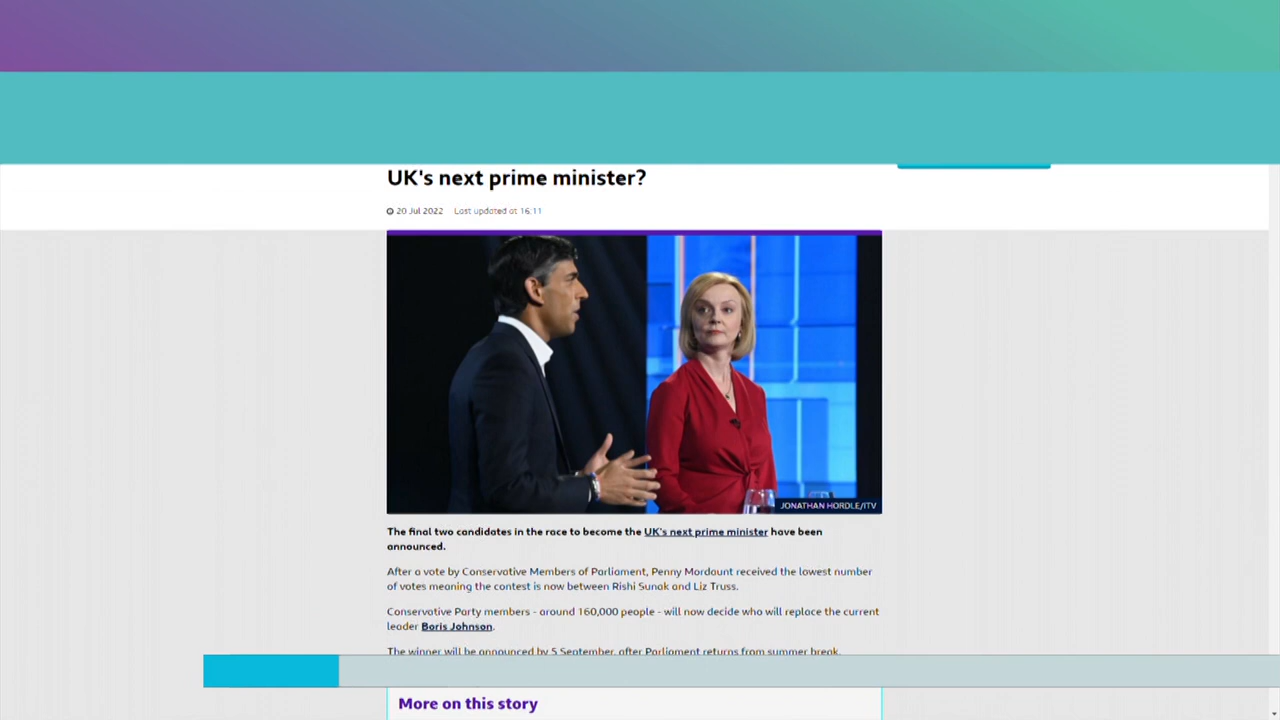 UK's next prime minister?
20 Jul 2022 Last updated at 16:11
JONATHAN HORDLE/ITV
The final two candidates in the race to become the UK's next prime minister have been
announced.
After a vote by Conservative Members of Parliament, Penny Mordaunt received the lowest number
of votes meaning the contest is now between Rishi Sunak and Liz Truss.
Conservative Party members - around 160,000 people - will now decide who will replace the current
leader Boris Johnson.
The winner will be announced by 5 September, after Parliament returns from summer break.
More on this story